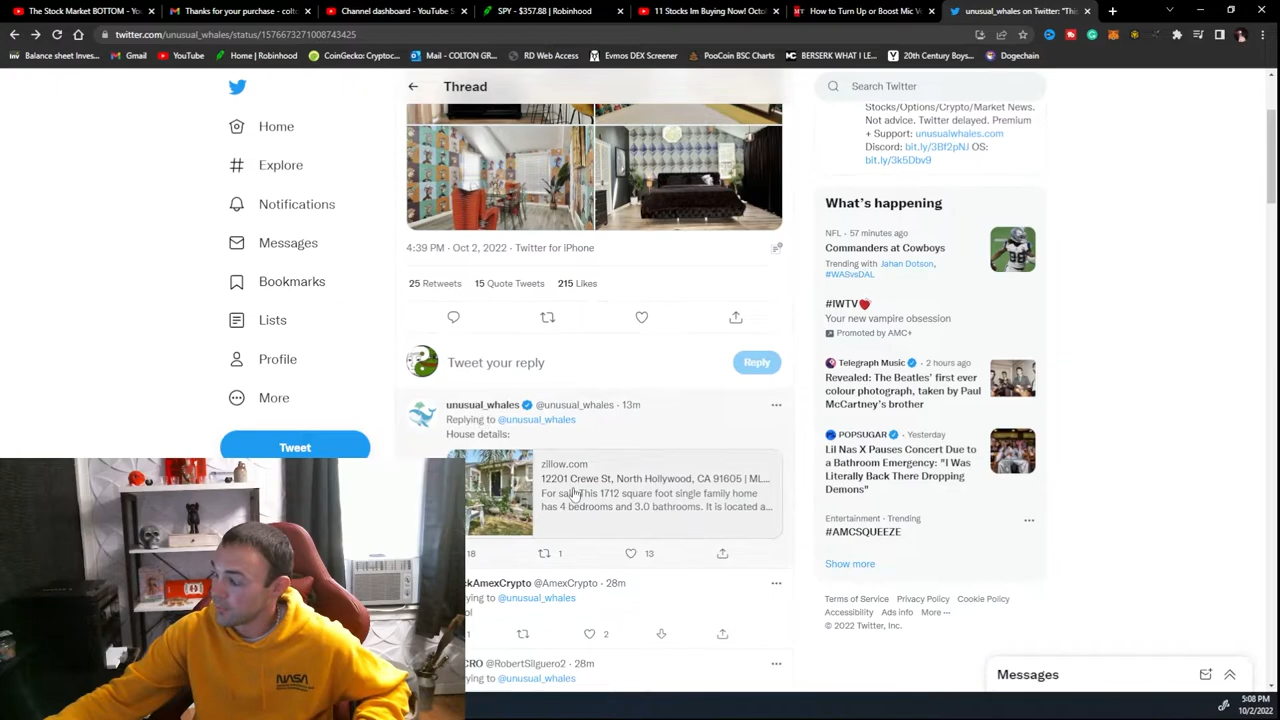 The Stock Market BOTTOM - Yo
Thanks for your purchase - colto
Channel dashboard - YouTube S
SPY - $357.88 | Robinhood
11 Stocks Im Buying Now! Octol
How to Turn Up or Boost Mic V
unusual_whales on Twitter: "Thi
twitter.com/unusual_whales/status/1576673271008743425
Balance sheet Inves...
Gmail
YouTube
Home | Robinhood
CoinGecko: Cryptoc...
Mail - COLTON GR...
RD Web Access
Evmos DEX Screener
PooCoin BSC Charts
BERSERK WHAT I LE...
20th Century Boys...
Dogechain
Home
Explore
Notifications
Messages
Bookmarks
Lists
Profile
More
Tweet
Thread
4:39 PM · Oct 2, 2022 · Twitter for iPhone
25 Retweets 15 Quote Tweets 215 Likes
Tweet your reply
Reply
unusual_whales @unusual_whales · 13m
Replying to @unusual_whales
House details:
zillow.com
12201 Crewe St, North Hollywood, CA 91605 | ML...
For sale This 1712 square foot single family home
has 4 bedrooms and 3.0 bathrooms. It is located a...
18 1 13
kAmexCrypto @AmexCrypto · 28m
ying to @unusual_whales
ol
1 2
CRO @RobertSilguero2 · 28m
ying to @unusual_whales
Search Twitter
Stocks/Options/Crypto/Market News.
Not advice. Twitter delayed. Premium
+ Support: unusualwhales.com
Discord: bit.ly/3Bf2pNJ OS:
bit.ly/3k5Dbv9
What's happening
NFL · 57 minutes ago
Commanders at Cowboys
Trending with Jahan Dotson,
#WASvsDAL
#IWTV
Your new vampire obsession
Promoted by AMC+
Telegraph Music · 2 hours ago
Revealed: The Beatles' first ever
colour photograph, taken by Paul
McCartney's brother
POPSUGAR · Yesterday
Lil Nas X Pauses Concert Due to
a Bathroom Emergency: "I Was
Literally Back There Dropping
Demons"
Entertainment · Trending
#AMCSQUEEZE
Show more
Terms of Service Privacy Policy Cookie Policy
Accessibility Ads info More ···
© 2022 Twitter, Inc.
Messages
NASA
5:08 PM
10/2/2022